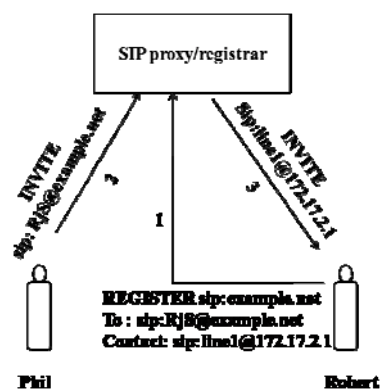 SIP proxy/registrar
INVITE
sip: RjS@example.net
2
1
3
INVITE
Sip:line1@172.17.2.1
REGISTER sip:example.net
To : sip:RjS@example.net
Contact: sip:line1@172.17.2.1
Phil
Robert